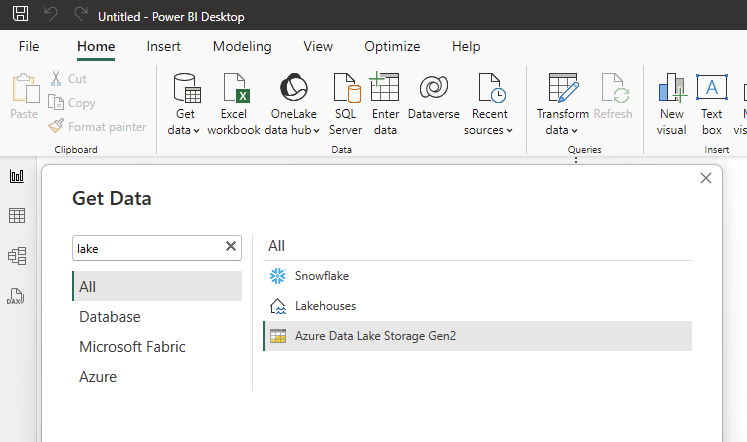 Untitled - Power BI Desktop
File Home Insert Modeling View Optimize Help
Paste
Cut
Copy
Format painter
Clipboard
Get data
Excel workbook
OneLake data hub
SQL Server
Enter data
Dataverse
Recent sources
Data
Transform data
Refresh
Queries
New visual
Text box
Insert
DAX
Get Data
lake
All
Database
Microsoft Fabric
Azure
All
Snowflake
Lakehouses
Azure Data Lake Storage Gen2